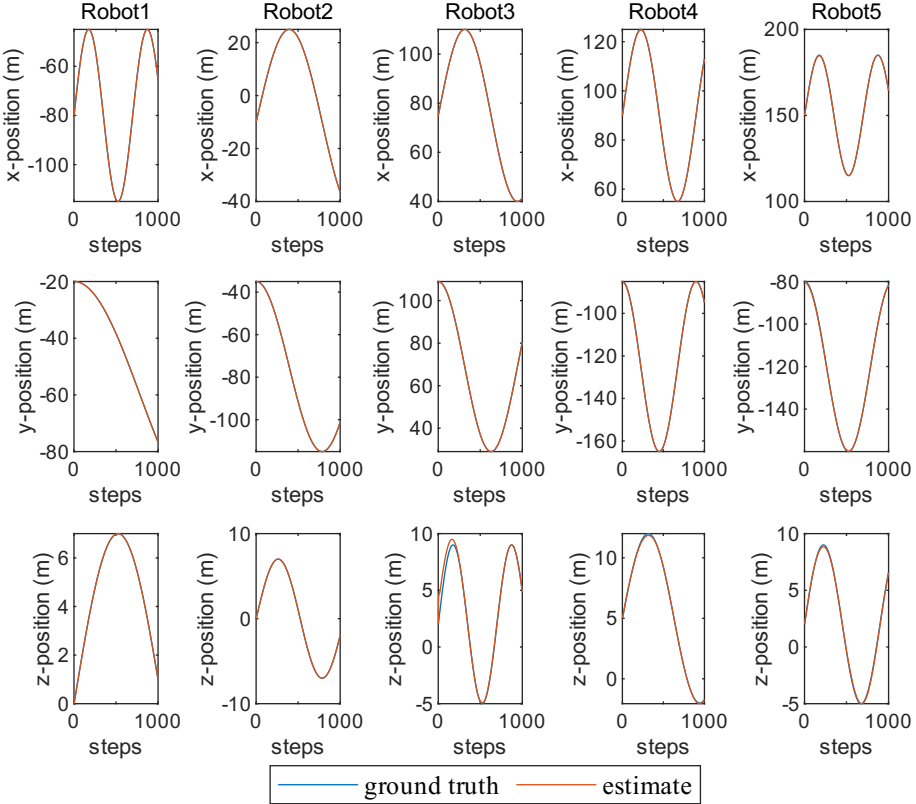 Robot1 Robot2 Robot3 Robot4 Robot5
x-position (m) -60 -80 -100 0 1000 steps
x-position (m) 20 0 -20 -40 0 1000 steps
x-position (m) 100 80 60 40 0 1000 steps
x-position (m) 120 100 80 60 0 1000 steps
x-position (m) 200 150 100 0 1000 steps
y-position (m) -20 -40 -60 -80 0 1000 steps
y-position (m) -40 -60 -80 -100 0 1000 steps
y-position (m) 100 80 60 40 0 1000 steps
y-position (m) -100 -120 -140 -160 0 1000 steps
y-position (m) -80 -100 -120 -140 0 1000 steps
z-position (m) 6 4 2 0 0 1000 steps
z-position (m) 10 0 -10 0 1000 steps
z-position (m) 10 5 0 -5 0 1000 steps
z-position (m) 10 5 0 0 1000 steps
z-position (m) 10 5 0 -5 0 1000 steps
ground truth estimate